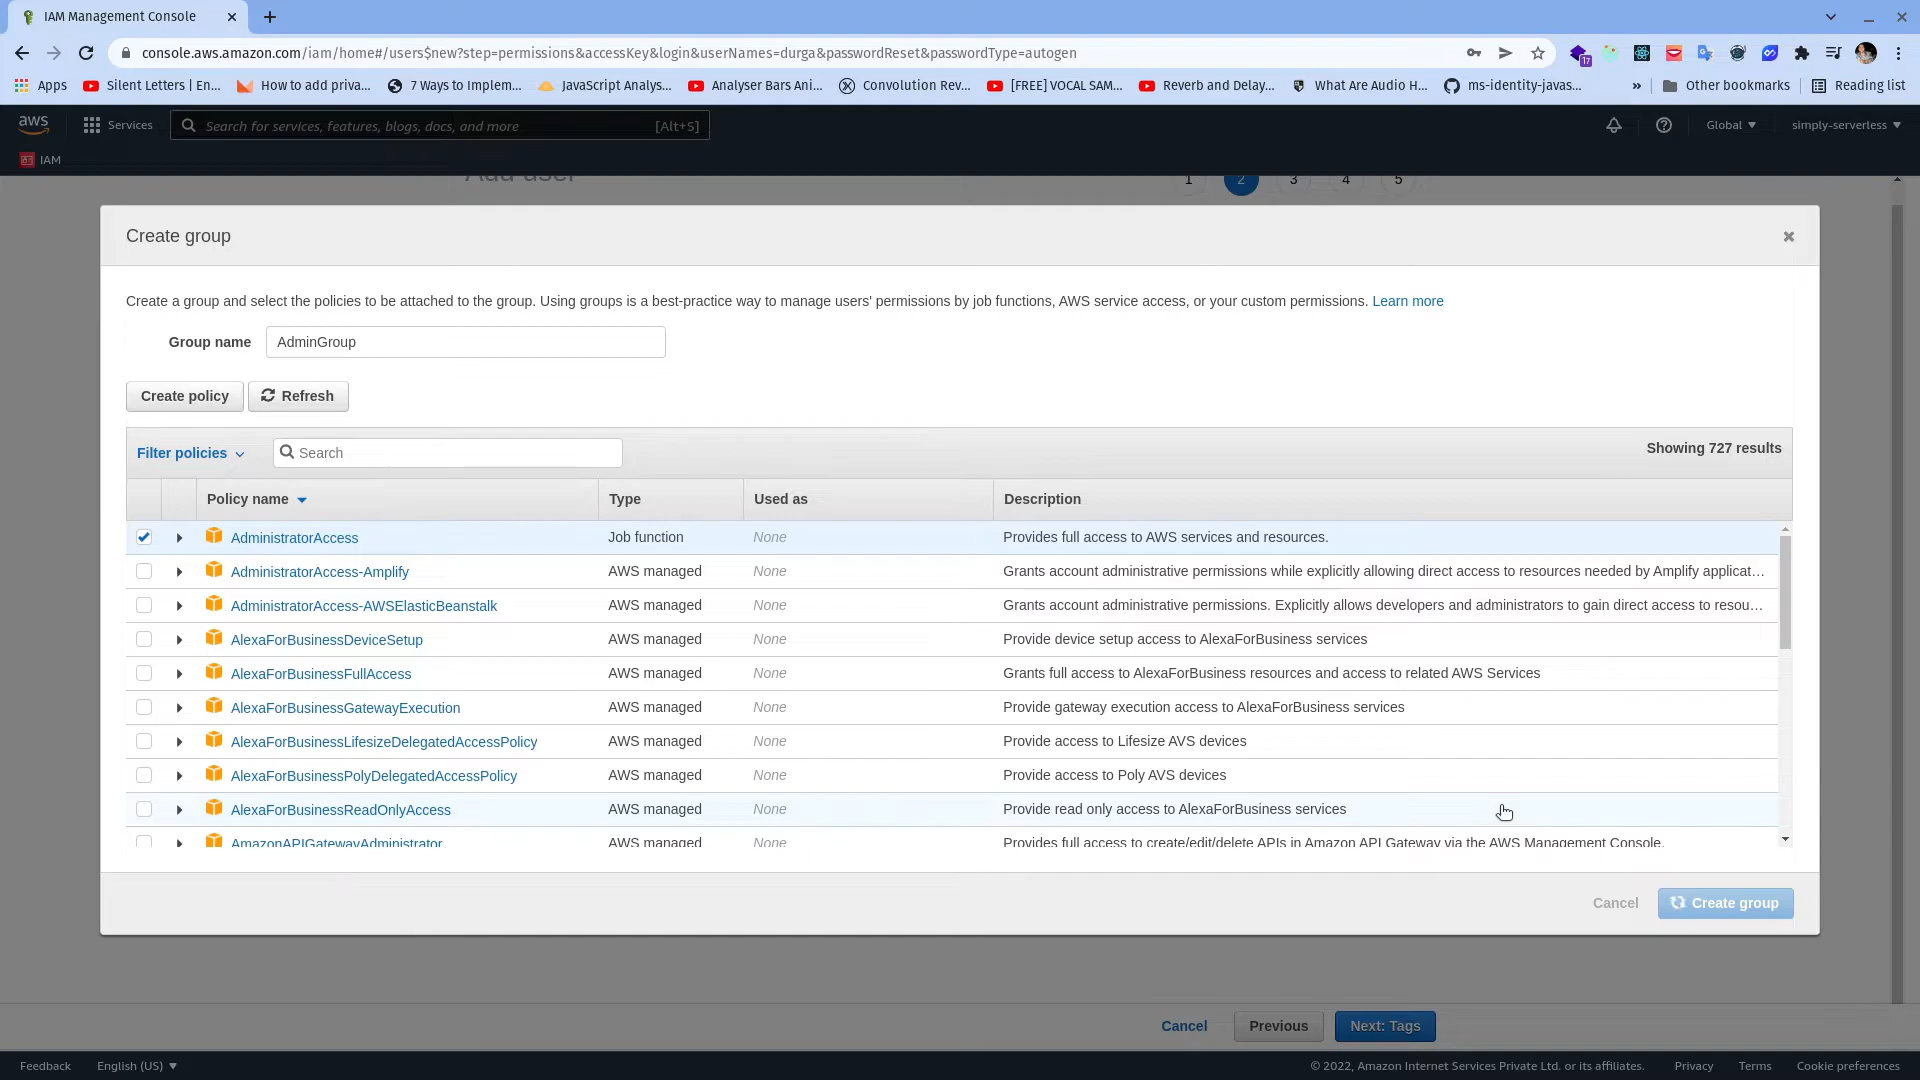 IAM Management Console
console.aws.amazon.com/iam/home#/users$new?step=permissions&accessKey&login&userNames=durga&passwordReset&passwordType=autogen
17
Apps Silent Letters | En... How to add priva... 7 Ways to Implem... JavaScript Analys... Analyser Bars Ani... Convolution Rev... [FREE] VOCAL SAM... Reverb and Delay... What Are Audio H... ms-identity-javas... » Other bookmarks Reading list
aws Services Search for services, features, blogs, docs, and more [Alt+S] Global simply-serverless
IAM
Add user 1 2 3 4 5
Create group
Create a group and select the policies to be attached to the group. Using groups is a best-practice way to manage users' permissions by job functions, AWS service access, or your custom permissions. Learn more
Group name AdminGroup
Create policy Refresh
Filter policies Search Showing 727 results
Policy name Type Used as Description
AdministratorAccess Job function None Provides full access to AWS services and resources.
AdministratorAccess-Amplify AWS managed None Grants account administrative permissions while explicitly allowing direct access to resources needed by Amplify applicat...
AdministratorAccess-AWSElasticBeanstalk AWS managed None Grants account administrative permissions. Explicitly allows developers and administrators to gain direct access to resou...
AlexaForBusinessDeviceSetup AWS managed None Provide device setup access to AlexaForBusiness services
AlexaForBusinessFullAccess AWS managed None Grants full access to AlexaForBusiness resources and access to related AWS Services
AlexaForBusinessGatewayExecution AWS managed None Provide gateway execution access to AlexaForBusiness services
AlexaForBusinessLifesizeDelegatedAccessPolicy AWS managed None Provide access to Lifesize AVS devices
AlexaForBusinessPolyDelegatedAccessPolicy AWS managed None Provide access to Poly AVS devices
AlexaForBusinessReadOnlyAccess AWS managed None Provide read only access to AlexaForBusiness services
AmazonAPIGatewayAdministrator AWS managed None Provides full access to create/edit/delete APIs in Amazon API Gateway via the AWS Management Console.
Cancel Create group
Cancel Previous Next: Tags
Feedback English (US) © 2022, Amazon Internet Services Private Ltd. or its affiliates. Privacy Terms Cookie preferences